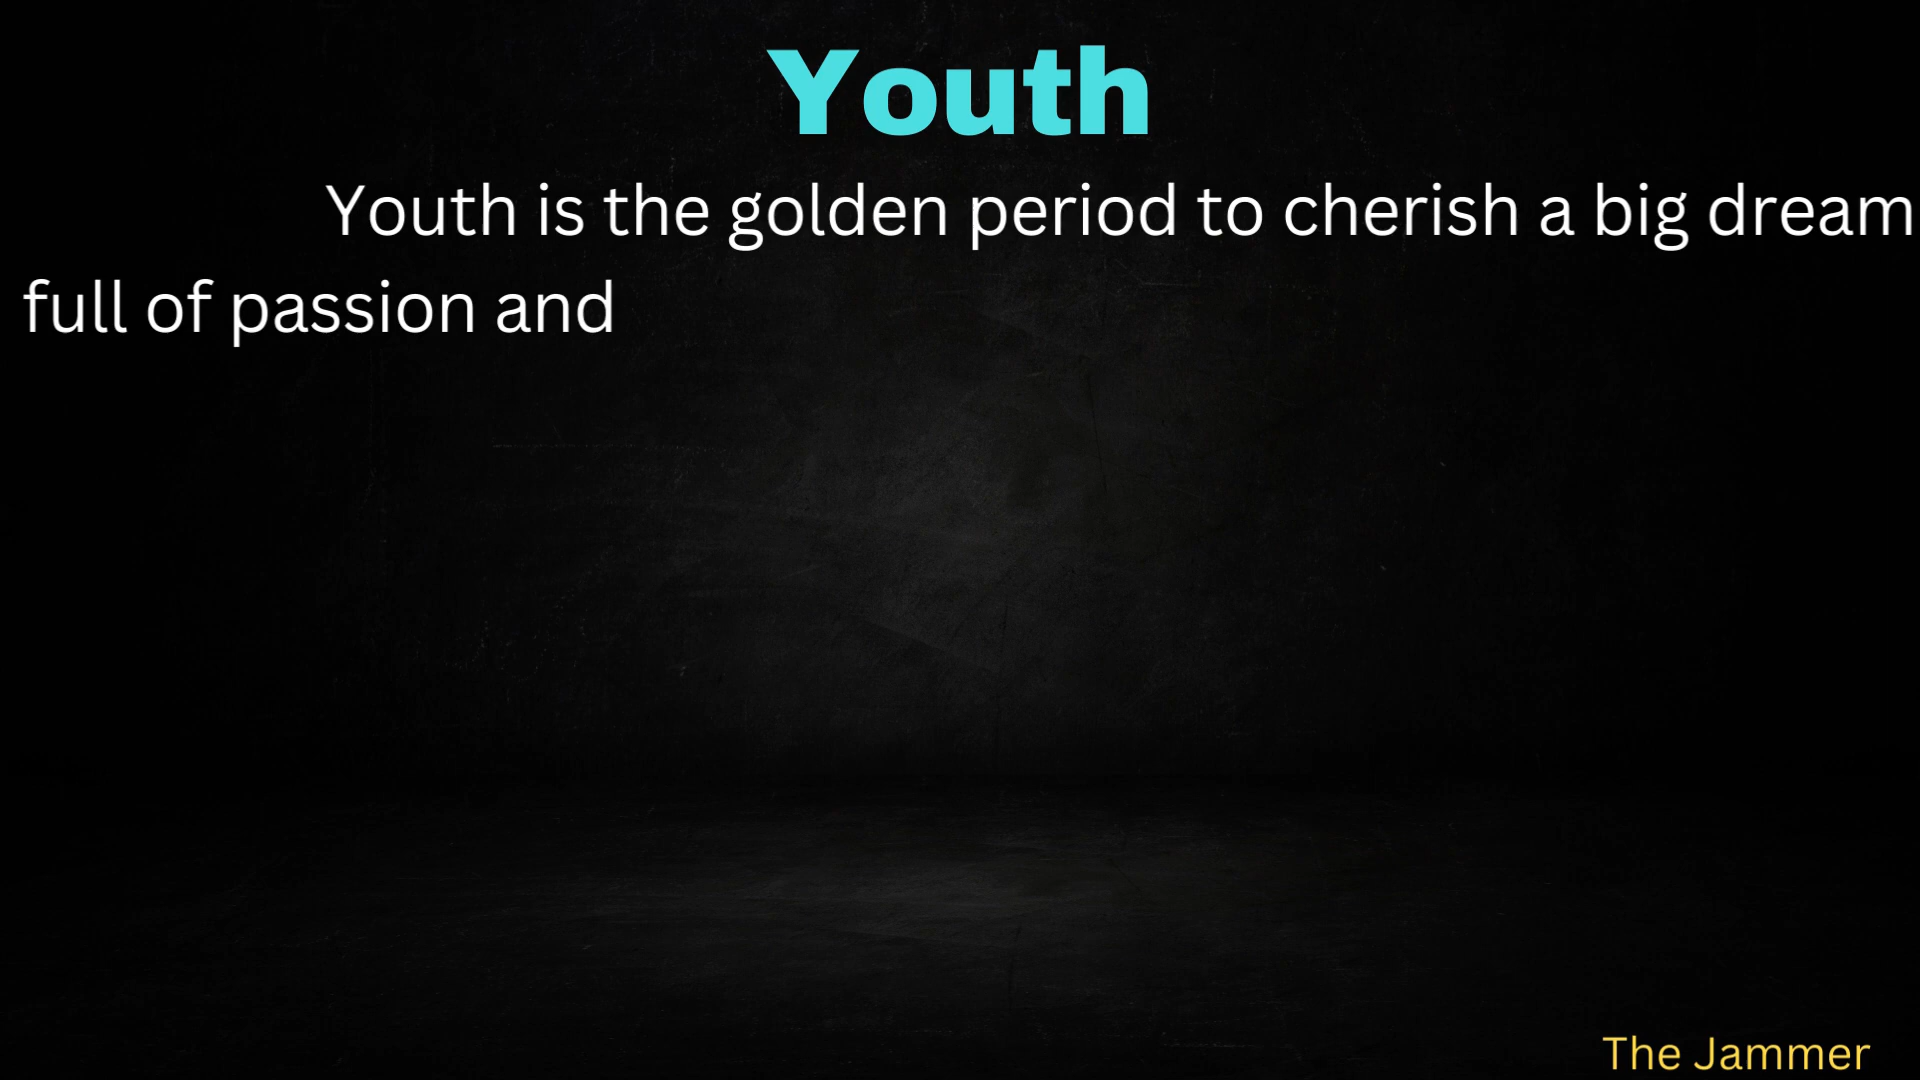 Youth
Youth is the golden period to cherish a big dream
full of passion and
The Jammer